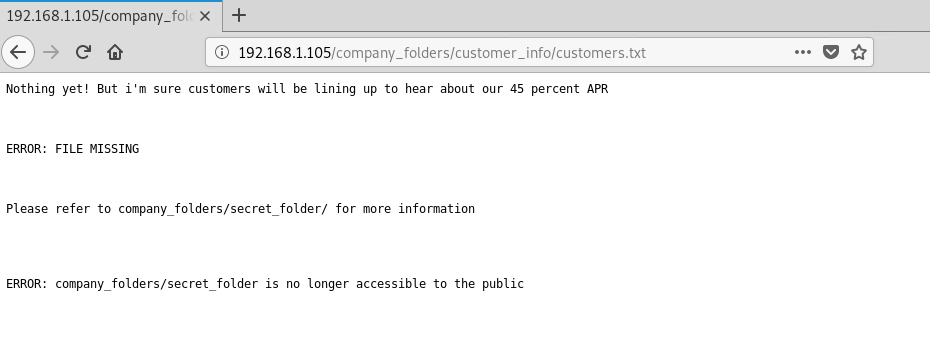 192.168.1.105/company_fol
192.168.1.105/company_folders/customer_info/customers.txt
Nothing yet! But i'm sure customers will be lining up to hear about our 45 percent APR
ERROR: FILE MISSING
Please refer to company_folders/secret_folder/ for more information
ERROR: company_folders/secret_folder is no longer accessible to the public